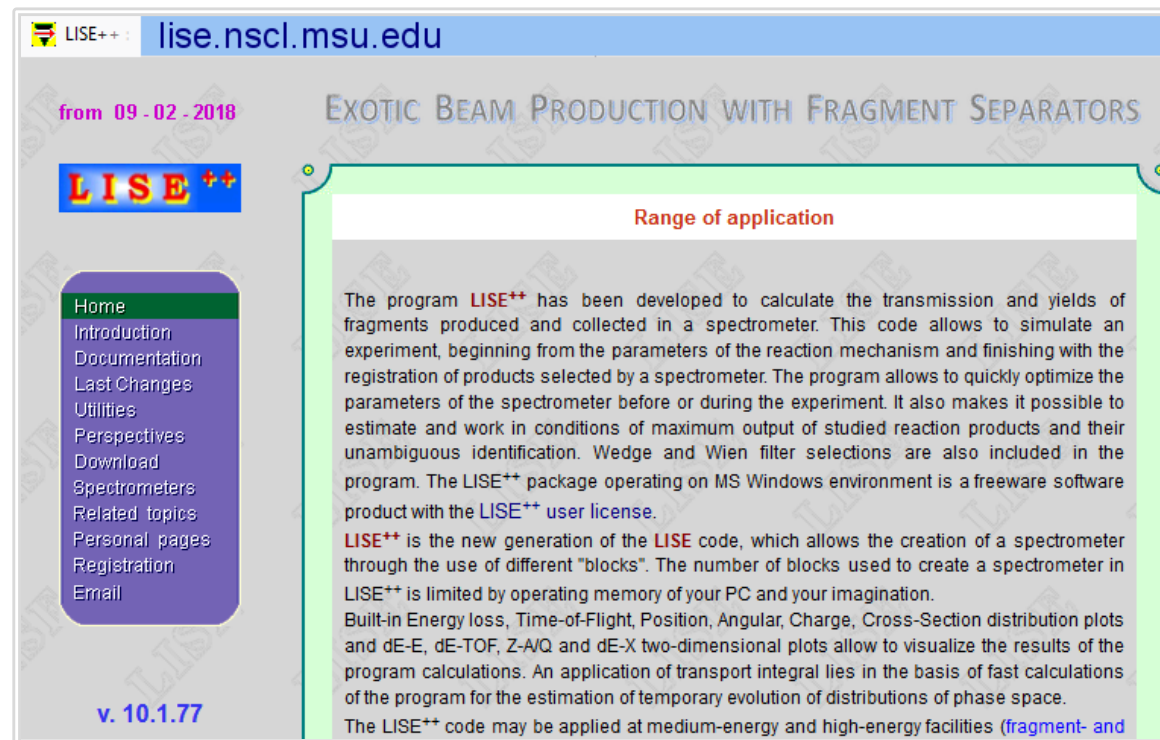 LISE++ :
lise.nscl.msu.edu
from 09 - 02 - 2018
EXOTIC BEAM PRODUCTION WITH FRAGMENT SEPARATORS
LISE ++
Home
Introduction
Documentation
Last Changes
Utilities
Perspectives
Download
Spectrometers
Related topics
Personal pages
Registration
Email
v. 10.1.77
Range of application
The program LISE++ has been developed to calculate the transmission and yields of
fragments produced and collected in a spectrometer. This code allows to simulate an
experiment, beginning from the parameters of the reaction mechanism and finishing with the
registration of products selected by a spectrometer. The program allows to quickly optimize the
parameters of the spectrometer before or during the experiment. It also makes it possible to
estimate and work in conditions of maximum output of studied reaction products and their
unambiguous identification. Wedge and Wien filter selections are also included in the
program. The LISE++ package operating on MS Windows environment is a freeware software
product with the LISE++ user license.
LISE++ is the new generation of the LISE code, which allows the creation of a spectrometer
through the use of different "blocks". The number of blocks used to create a spectrometer in
LISE++ is limited by operating memory of your PC and your imagination.
Built-in Energy loss, Time-of-Flight, Position, Angular, Charge, Cross-Section distribution plots
and dE-E, dE-TOF, Z-A/Q and dE-X two-dimensional plots allow to visualize the results of the
program calculations. An application of transport integral lies in the basis of fast calculations
of the program for the estimation of temporary evolution of distributions of phase space.
The LISE++ code may be applied at medium-energy and high-energy facilities (fragment- and